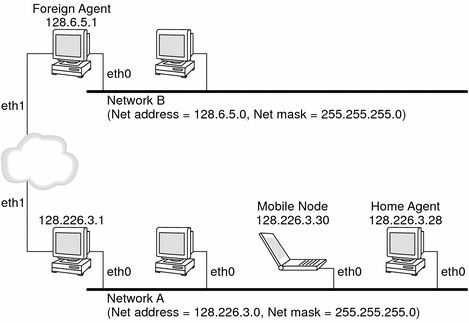 Foreign Agent
128.6.5.1
eth0
eth1
Network B
(Net address = 128.6.5.0, Net mask = 255.255.255.0)
eth1
128.226.3.1
Mobile Node
128.226.3.30
Home Agent
128.226.3.28
eth0
eth0
eth0
eth0
Network A
(Net address = 128.226.3.0, Net mask = 255.255.255.0)